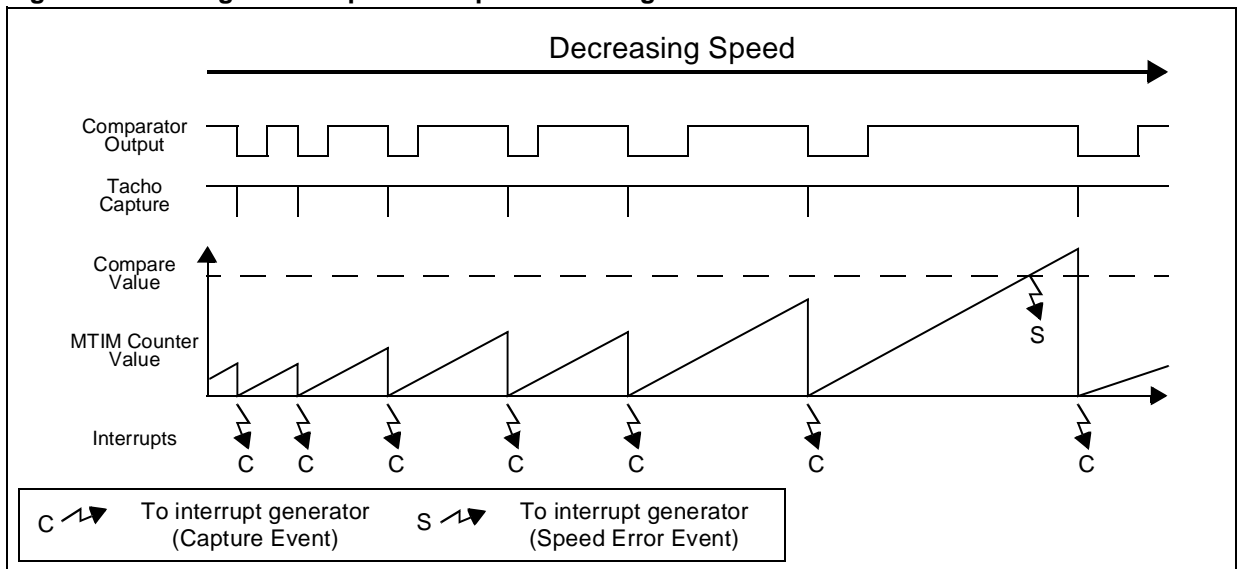 Decreasing Speed
Comparator
Output
Tacho
Capture
Compare
Value
MTIM Counter
Value
S
Interrupts
C C C C C C C
C To interrupt generator
(Capture Event)
S To interrupt generator
(Speed Error Event)